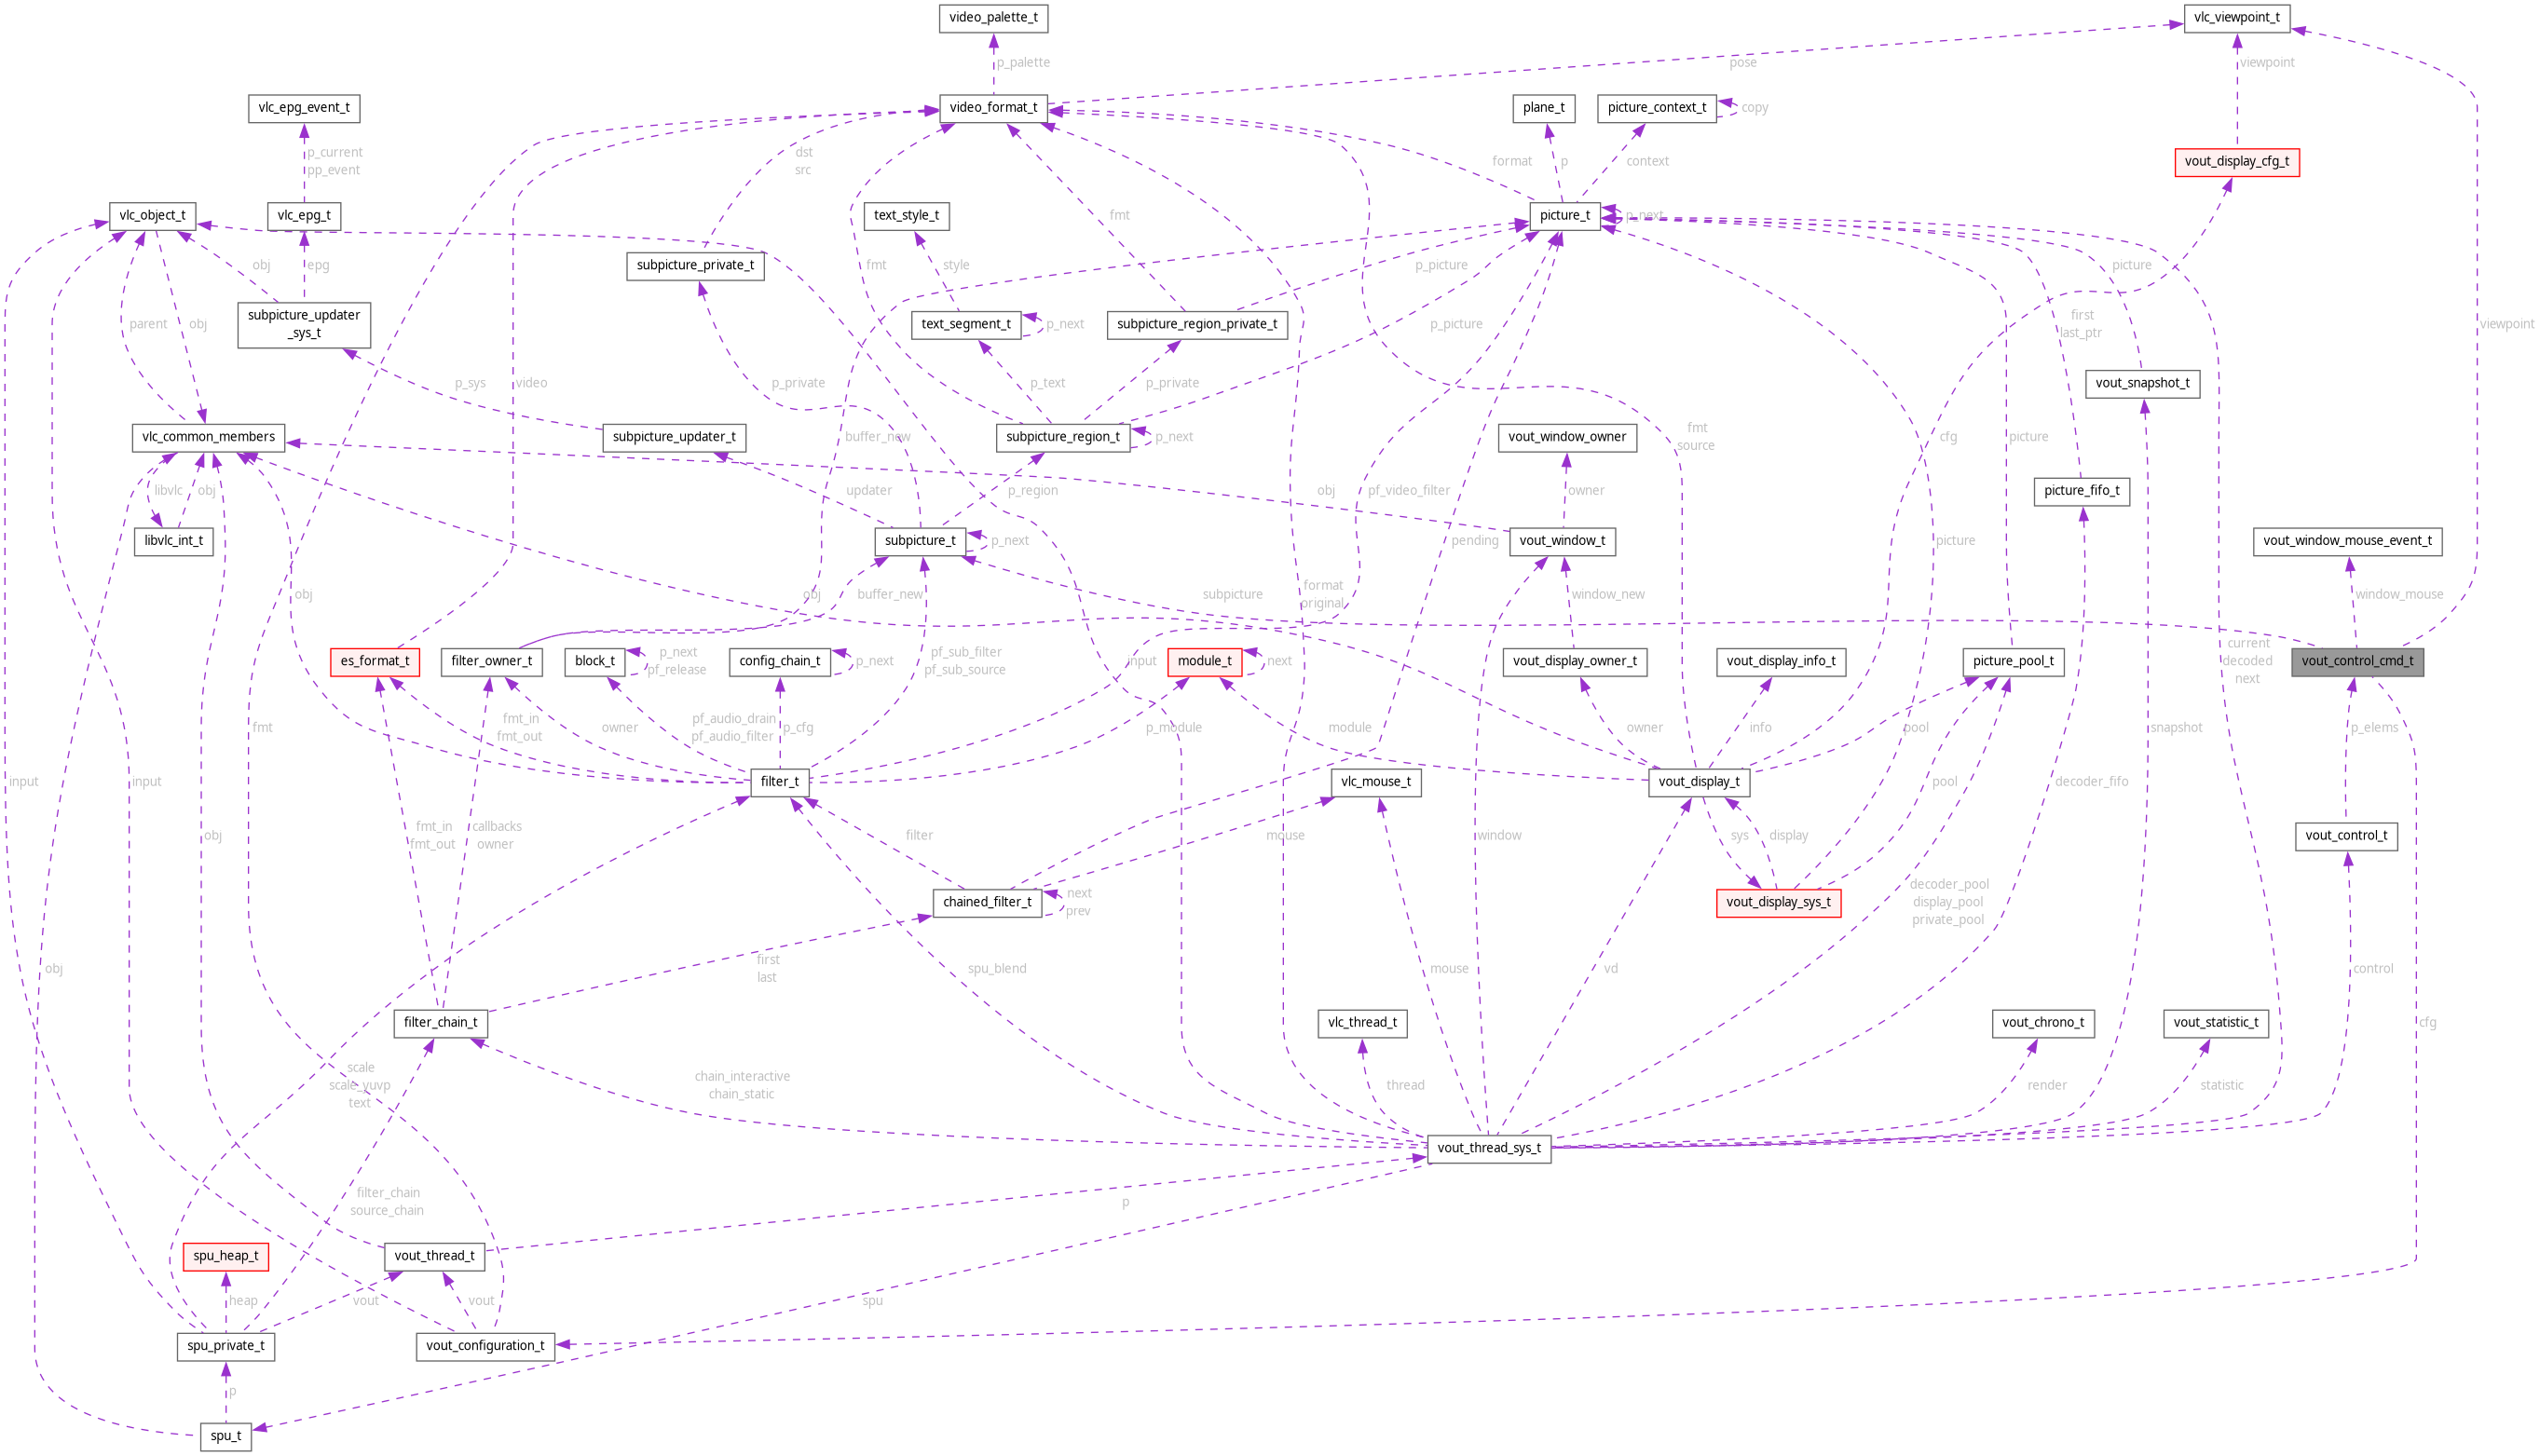 video_palette_t
vlc_viewpoint_t
p_palette
pose
viewpoint
vlc_epg_event_t
video_format_t
plane_t
picture_context_t
copy
p_current
pp_event
dst
src
format
p
context
vout_display_cfg_t
vlc_object_t
vlc_epg_t
text_style_t
fmt
picture_t
p_next
obj
epg
subpicture_private_t
fmt
style
p_picture
picture
subpicture_updater
_sys_t
parent
obj
text_segment_t
p_next
subpicture_region_private_t
p_picture
first
last_ptr
viewpoint
p_sys
video
p_private
p_text
p_private
vout_snapshot_t
vlc_common_members
subpicture_updater_t
buffer_new
subpicture_region_t
p_next
vout_window_owner
fmt
source
cfg
picture
libvlc
obj
updater
p_region
obj
pf_video_filter
owner
picture_fifo_t
libvlc_int_t
subpicture_t
p_next
pending
vout_window_t
picture
vout_window_mouse_event_t
obj
obj
buffer_new
subpicture
format
original
window_new
window_mouse
es_format_t
filter_owner_t
block_t
p_next
pf_release
config_chain_t
p_next
pf_sub_filter
pf_sub_source
input
module_t
next
vout_display_owner_t
vout_display_info_t
picture_pool_t
current
decoded
next
vout_control_cmd_t
fmt
fmt_in
fmt_out
owner
pf_audio_drain
pf_audio_filter
p_cfg
p_module
module
owner
info
pool
snapshot
p_elems
input
input
filter_t
vlc_mouse_t
vout_display_t
decoder_fifo
obj
fmt_in
fmt_out
callbacks
owner
filter
mouse
window
sys
display
pool
vout_control_t
chained_filter_t
next
prev
vout_display_sys_t
decoder_pool
display_pool
private_pool
obj
first
last
spu_blend
mouse
vd
control
filter_chain_t
vlc_thread_t
vout_chrono_t
vout_statistic_t
cfg
scale
scale_yuvp
text
chain_interactive
chain_static
thread
render
statistic
vout_thread_sys_t
filter_chain
source_chain
p
spu_heap_t
vout_thread_t
heap
vout
vout
spu
spu_private_t
vout_configuration_t
p
spu_t